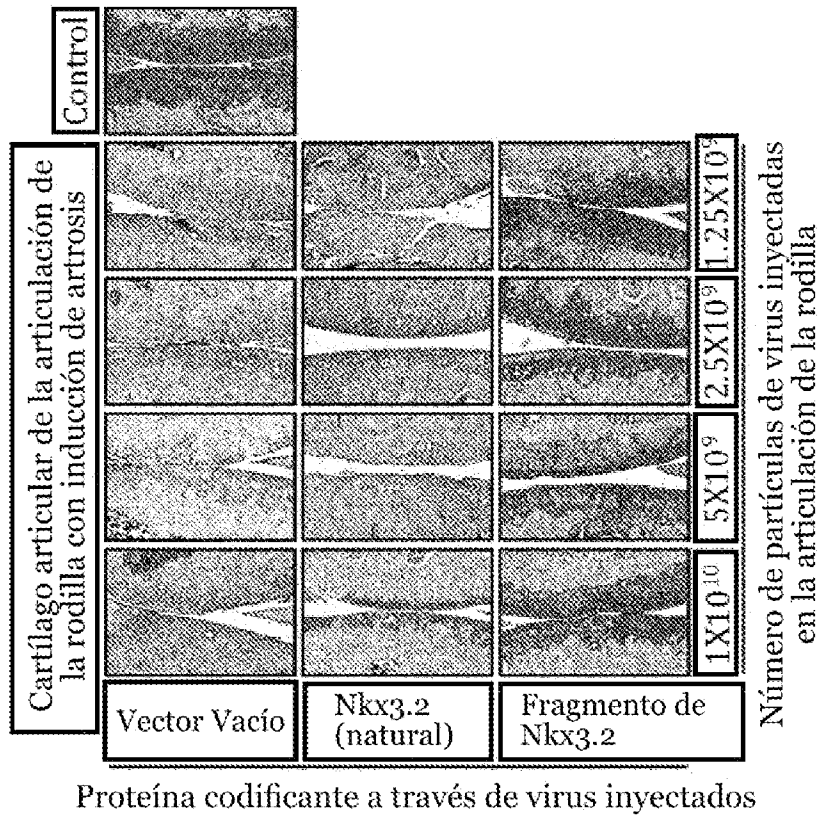 Control
Cartílago articular de la articulación de
la rodilla con inducción de artrosis
1.25X10⁹
2.5X10⁹
5X10⁹
1X10¹⁰
Número de partículas de virus inyectadas
en la articulación de la rodilla
Vector Vacío
Nkx3.2
(natural)
Fragmento de
Nkx3.2
Proteína codificante a través de virus inyectados